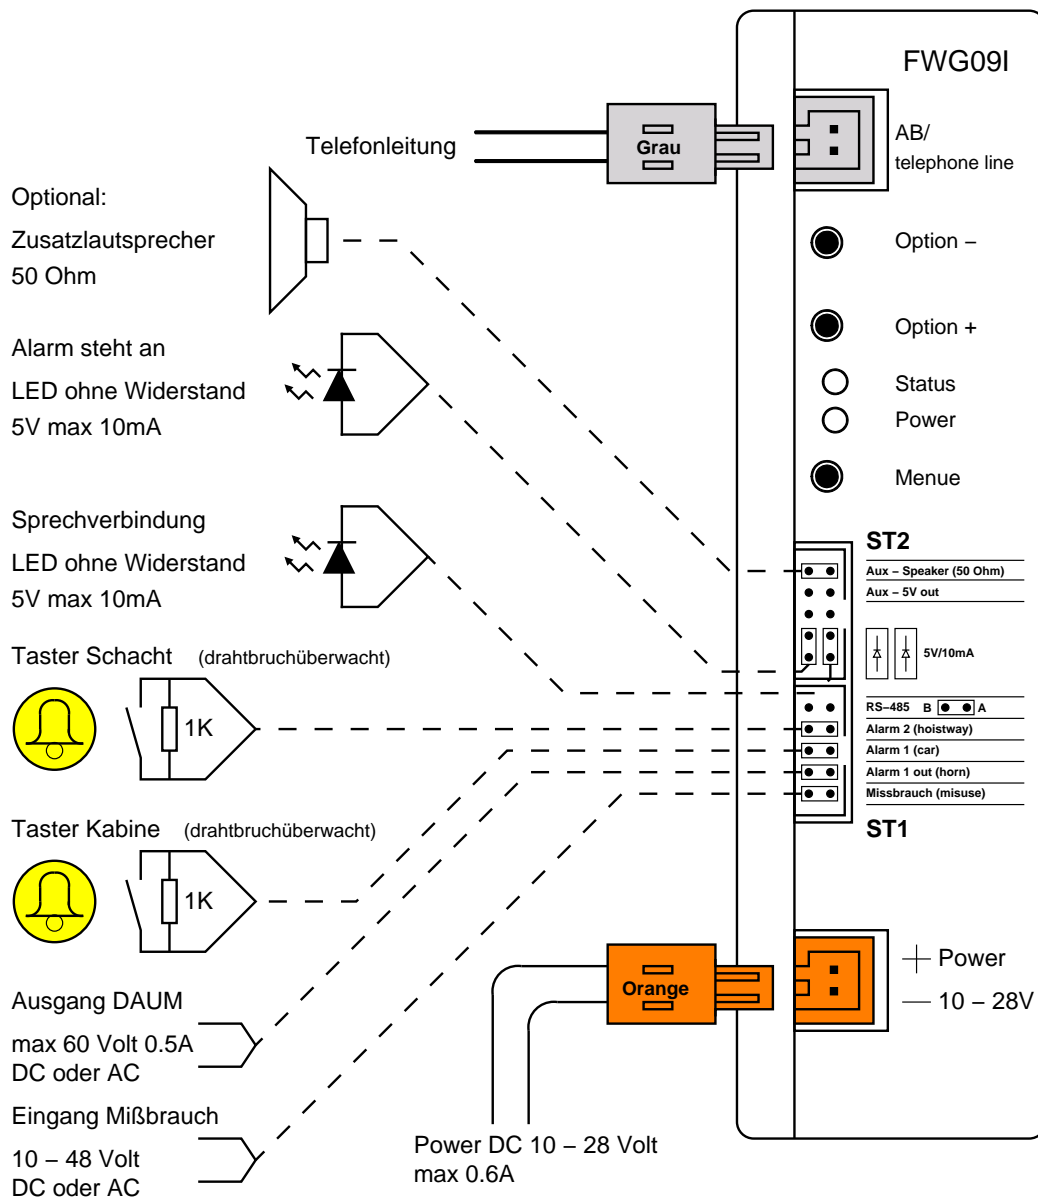 FWG09I
Telefonleitung
Grau
AB/
telephone line
Optional:
Zusatzlautsprecher
50 Ohm
Option –
Alarm steht an
LED ohne Widerstand
5V max 10mA
Option +
Status
Power
Menue
Sprechverbindung
LED ohne Widerstand
5V max 10mA
ST2
Aux – Speaker (50 Ohm)
Aux – 5V out
5V/10mA
Taster Schacht (drahtbruchüberwacht)
1K
RS–485 B A
Alarm 2 (hoistway)
Alarm 1 (car)
Alarm 1 out (horn)
Missbrauch (misuse)
ST1
Taster Kabine (drahtbruchüberwacht)
1K
Ausgang DAUM
max 60 Volt 0.5A
DC oder AC
Orange
+ Power
– 10 – 28V
Eingang Mißbrauch
10 – 48 Volt
DC oder AC
Power DC 10 – 28 Volt
max 0.6A